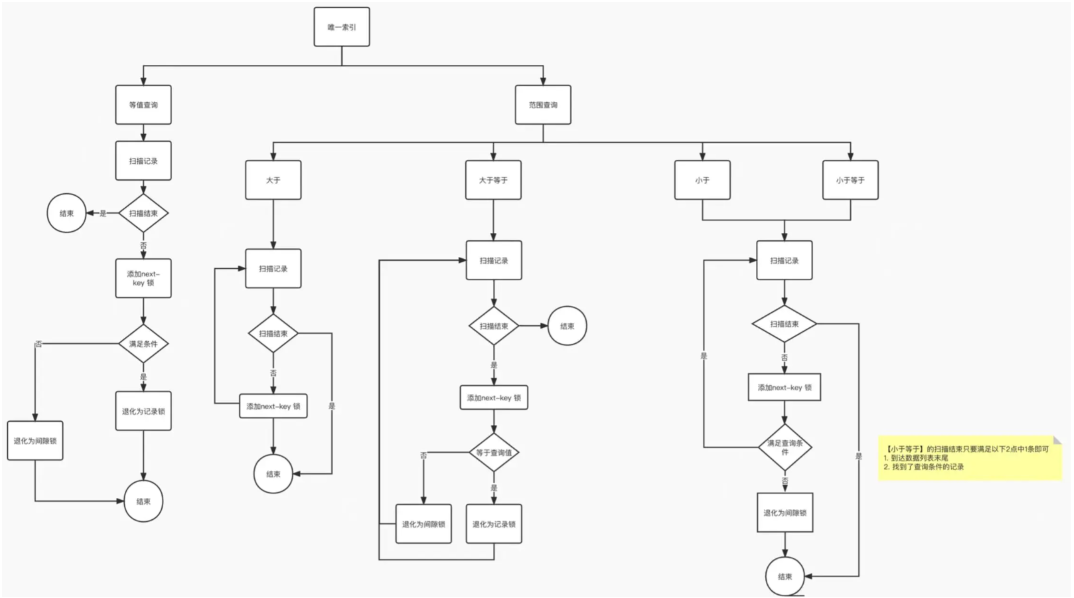 唯一索引
等值查询
范围查询
扫描记录
扫描结束
是
结束
否
添加next-
key 锁
满足条件
否
是
退化为间隙锁
退化为记录锁
结束
大于
扫描记录
扫描结束
否
是
添加next-key 锁
结束
大于等于
扫描记录
扫描结束
结束
是
添加next-key 锁
等于查询值
否
是
退化为间隙锁
退化为记录锁
小于
小于等于
扫描记录
扫描结束
否
是
添加next-key 锁
满足查询条
件
是
否
退化为间隙锁
结束
【小于等于】的扫描结束只要满足以下2点中1条即可
1. 到达数据列表末尾
2. 找到了查询条件的记录